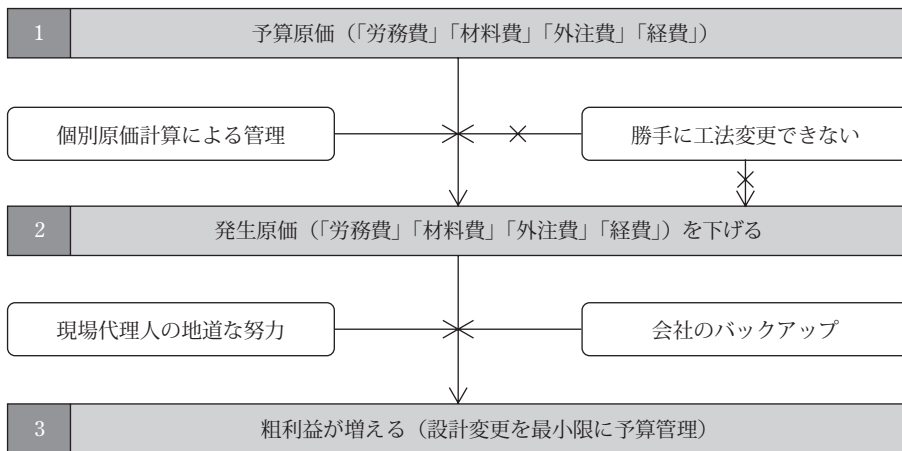 1 予算原価（「労務費」「材料費」「外注費」「経費」）
個別原価計算による管理
勝手に工法変更できない
2 発生原価（「労務費」「材料費」「外注費」「経費」）を下げる
現場代理人の地道な努力
会社のバックアップ
3 粗利益が増える（設計変更を最小限に予算管理）